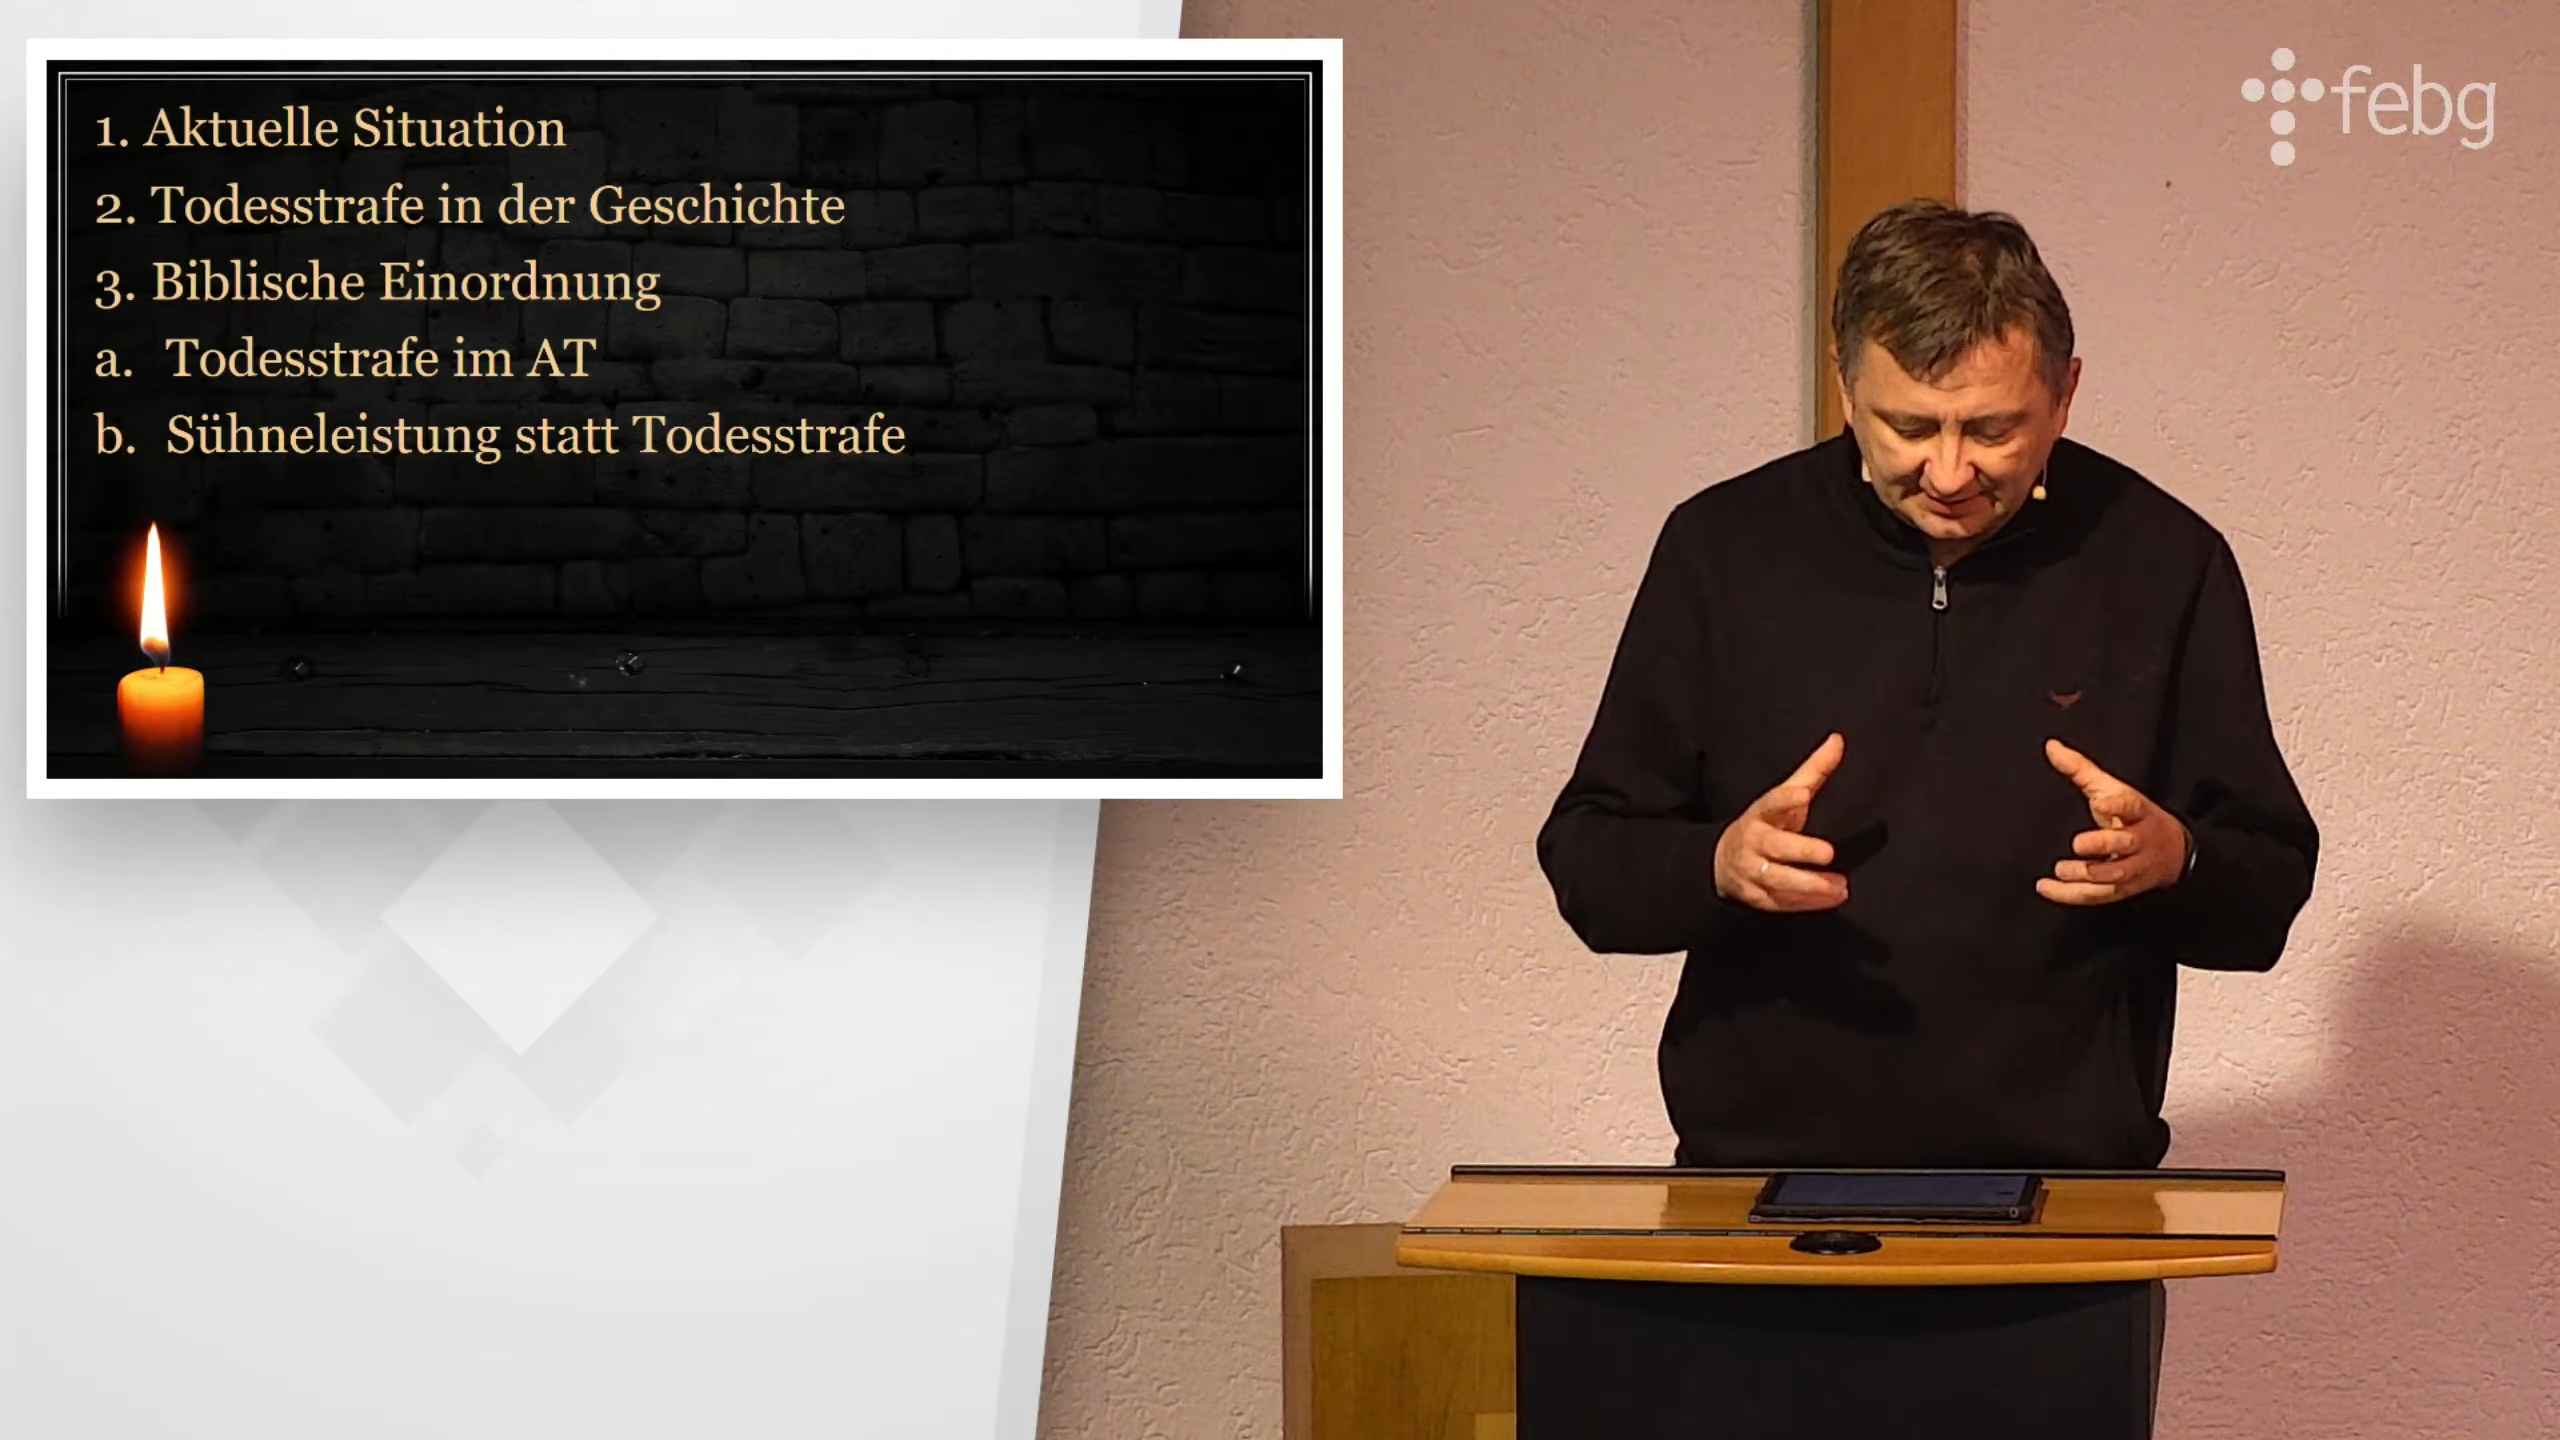 1. Aktuelle Situation
2. Todesstrafe in der Geschichte
3. Biblische Einordnung
a. Todesstrafe im AT
b. Sühneleistung statt Todesstrafe
febg